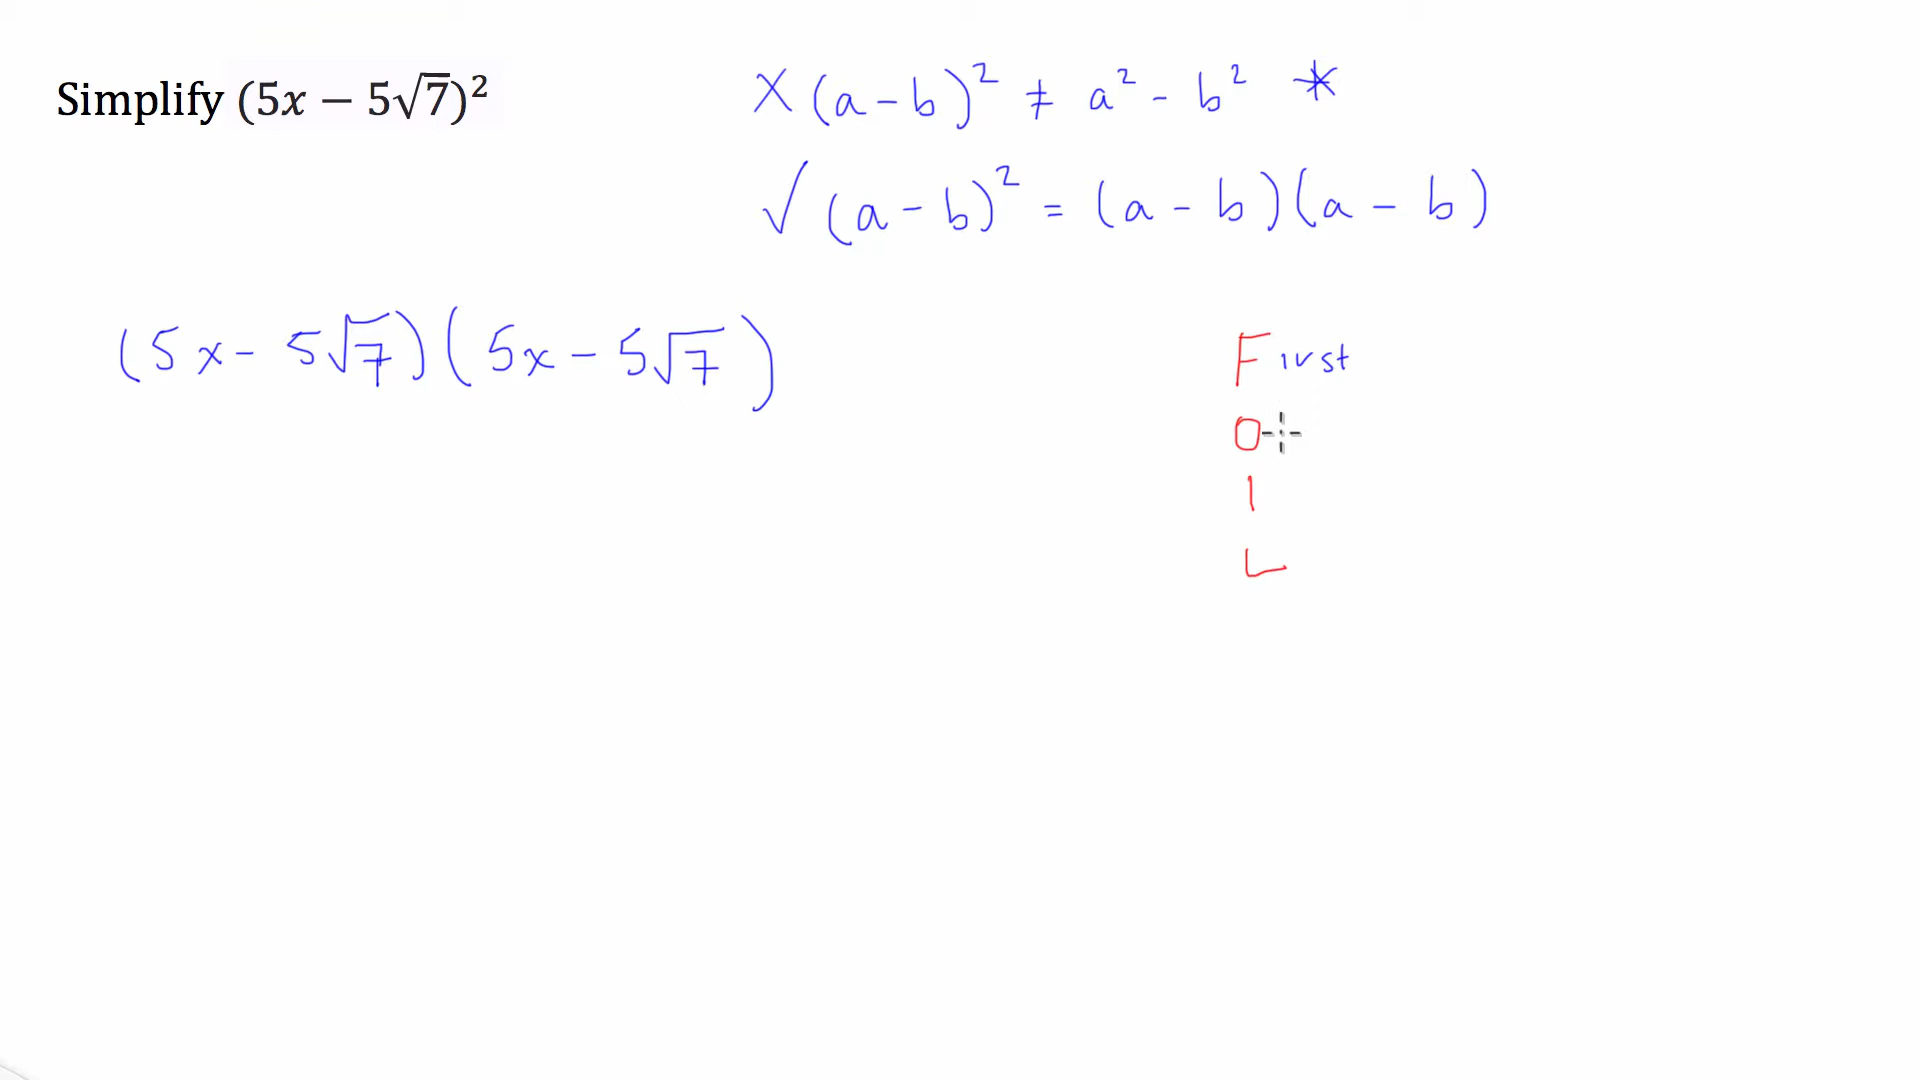 Simplify (5x − 5√7)²
X (a - b)² ≠ a² - b² *
√ (a - b)² = (a - b)(a - b)
(5x - 5√7)(5x - 5√7)
First
O
I
L